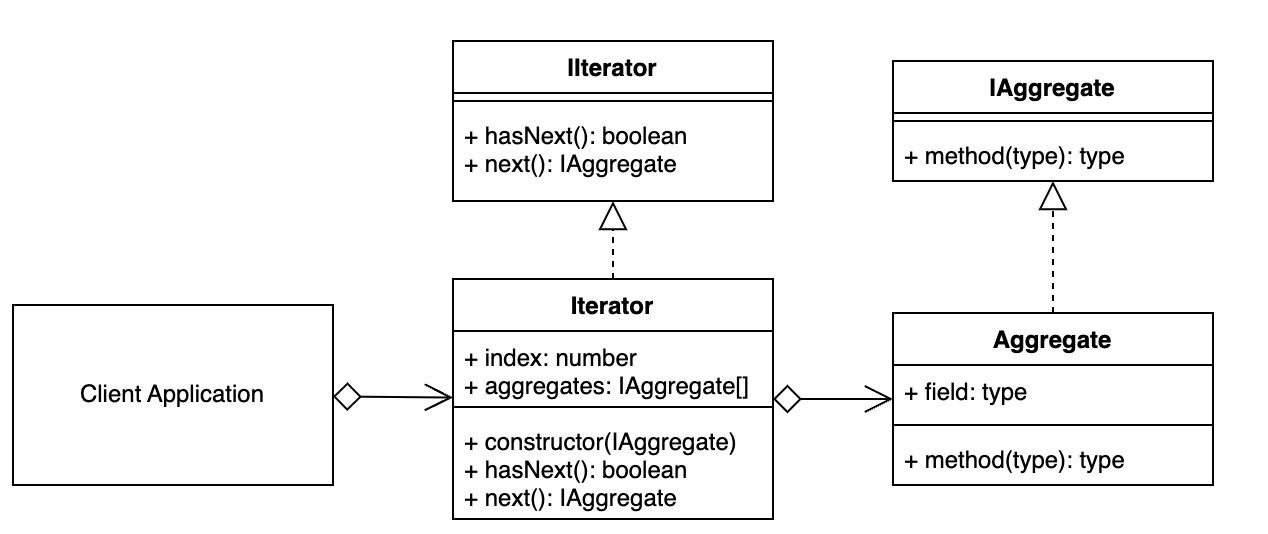 IIterator
+ hasNext(): boolean
+ next(): IAggregate
IAggregate
+ method(type): type
Client Application
Iterator
+ index: number
+ aggregates: IAggregate[]
+ constructor(IAggregate)
+ hasNext(): boolean
+ next(): IAggregate
Aggregate
+ field: type
+ method(type): type